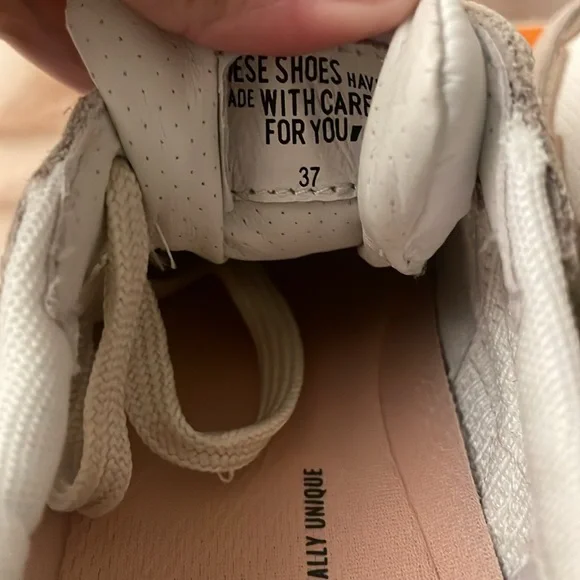 ESE SHOES HAV
ADE WITH CARE
FOR YOU
37
ALLY UNIQUE